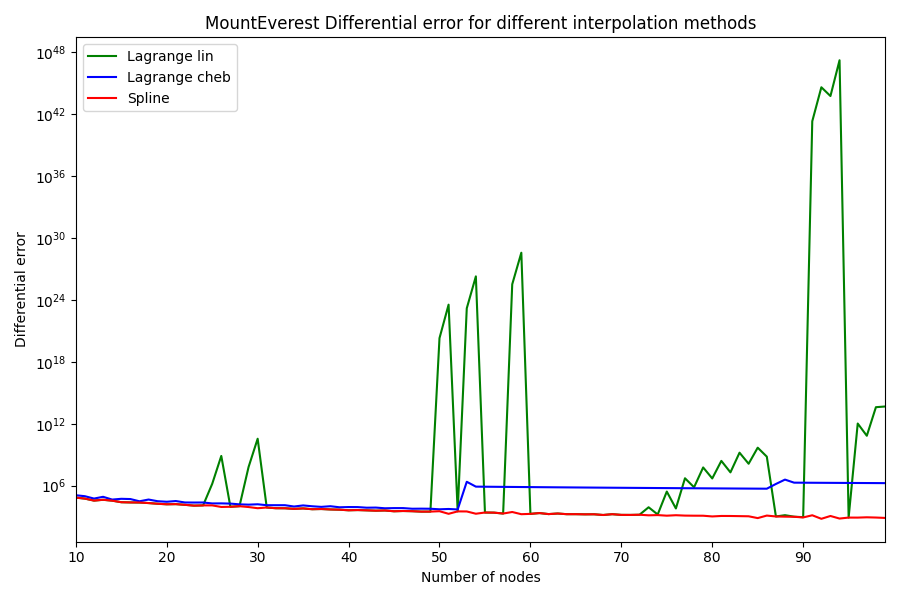 MountEverest Differential error for different interpolation methods
Lagrange lin
Lagrange cheb
Spline
Differential error
10^48
10^42
10^36
10^30
10^24
10^18
10^12
10^6
10 20 30 40 50 60 70 80 90
Number of nodes